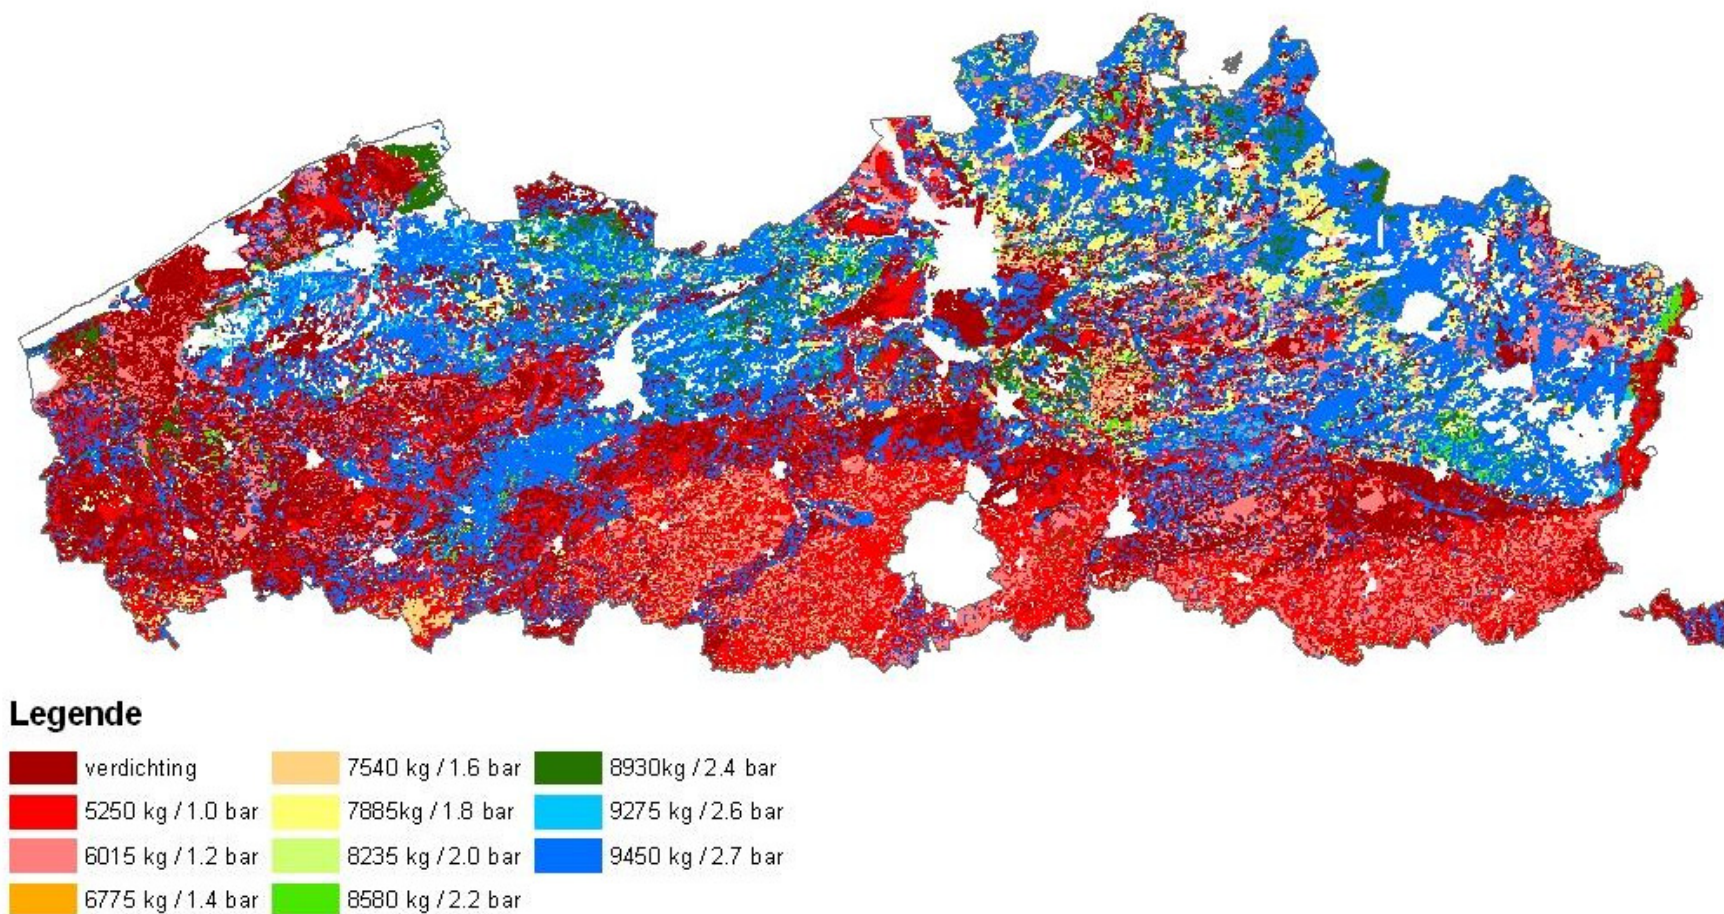 Legende
verdichting
5250 kg / 1.0 bar
6015 kg / 1.2 bar
6775 kg / 1.4 bar
7540 kg / 1.6 bar
7885kg / 1.8 bar
8235 kg / 2.0 bar
8580 kg / 2.2 bar
8930kg / 2.4 bar
9275 kg / 2.6 bar
9450 kg / 2.7 bar